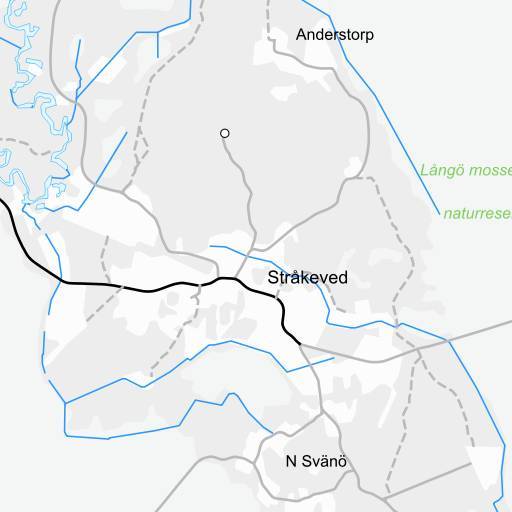 Anderstorp
Långö mosse
naturrese
Stråkeved
N Svänö